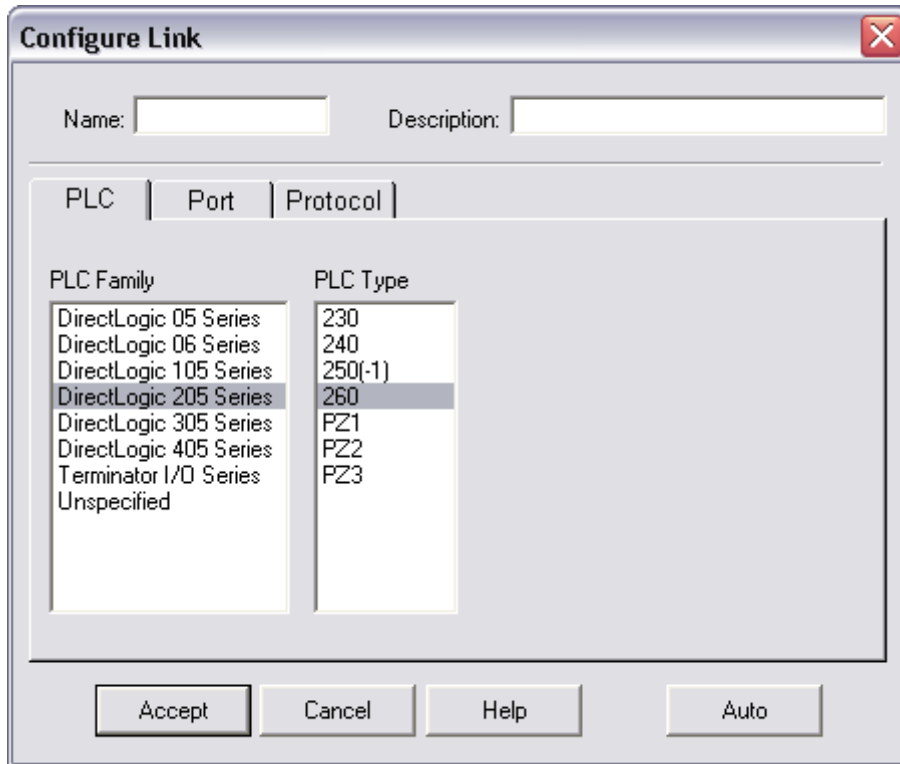 Configure Link
Name:
Description:
PLC
Port
Protocol
PLC Family
DirectLogic 05 Series
DirectLogic 06 Series
DirectLogic 105 Series
DirectLogic 205 Series
DirectLogic 305 Series
DirectLogic 405 Series
Terminator I/O Series
Unspecified
PLC Type
230
240
250(-1)
260
PZ1
PZ2
PZ3
Accept
Cancel
Help
Auto